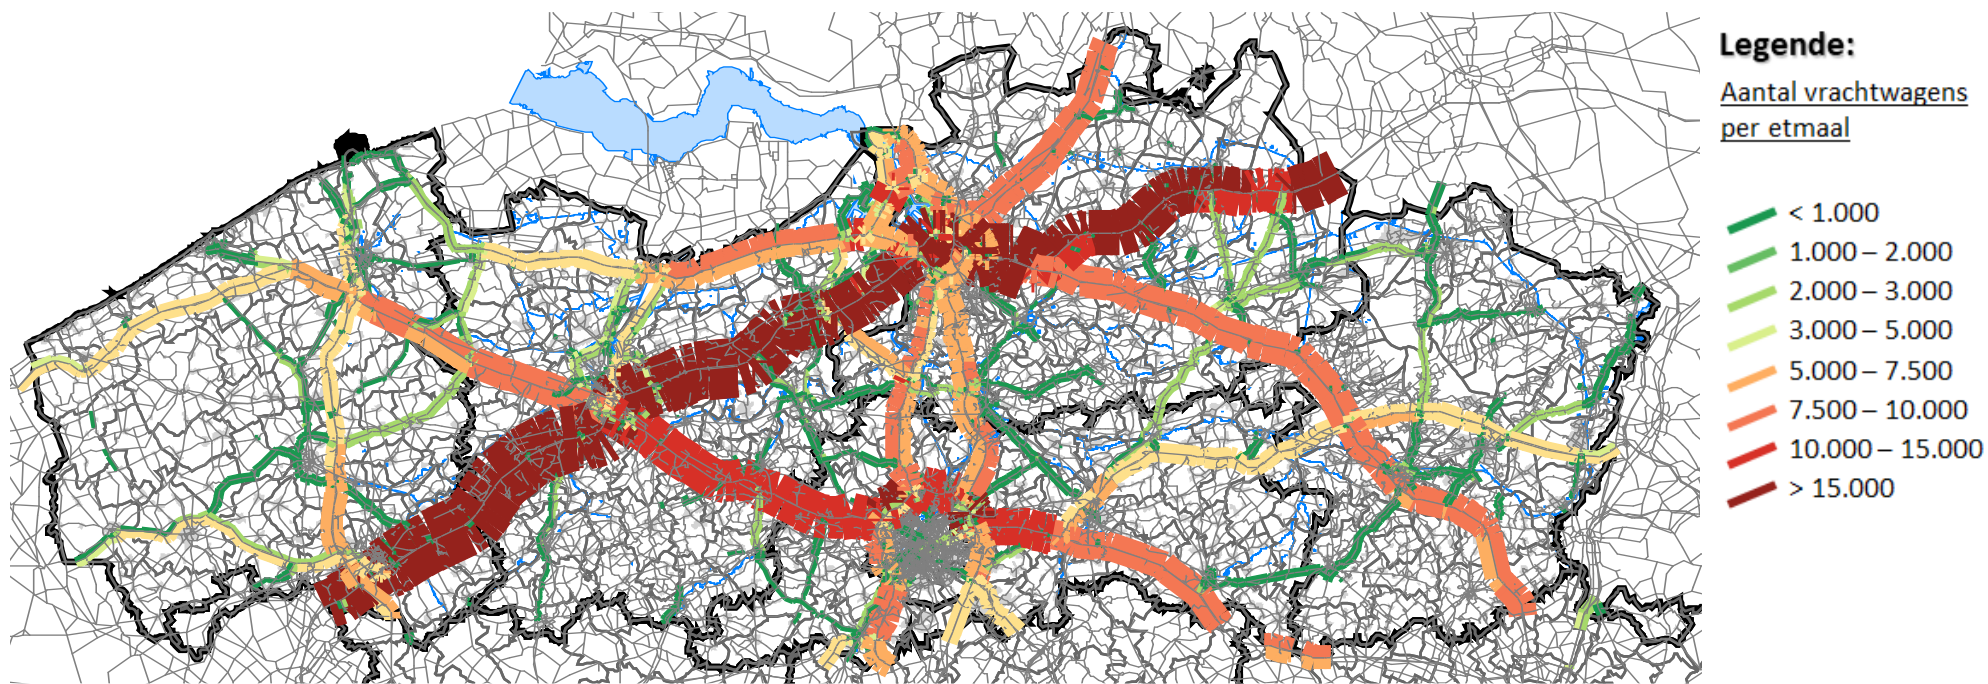 Legende:
Aantal vrachtwagens
per etmaal
< 1.000
1.000 – 2.000
2.000 – 3.000
3.000 – 5.000
5.000 – 7.500
7.500 – 10.000
10.000 – 15.000
> 15.000